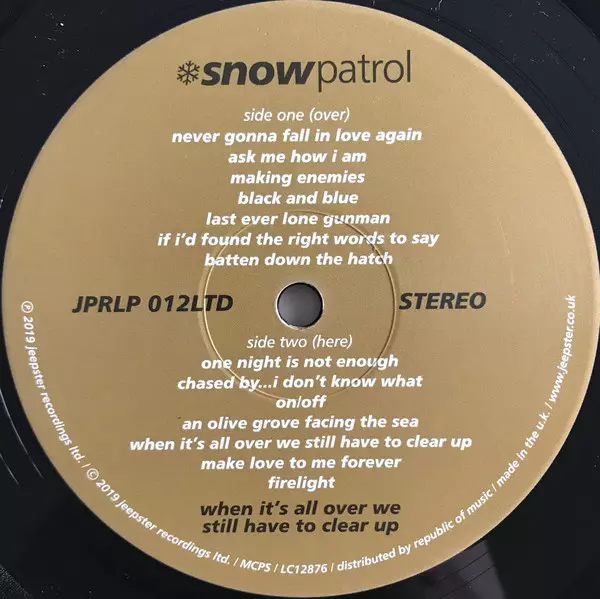 *snowpatrol
side one (over)
never gonna fall in love again
ask me how i am
making enemies
black and blue
last ever lone gunman
if i'd found the right words to say
batten down the hatch
JPRLP 012LTD
STEREO
side two (here)
one night is not enough
chased by...i don't know what
on/off
an olive grove facing the sea
when it's all over we still have to clear up
make love to me forever
firelight
when it's all over we
still have to clear up
℗ 2019 jeepster recordings ltd. / © 2019 jeepster recordings ltd. / MCPS / LC12876 / distributed by republic of music / made in the u.k. / www.jeepster.co.uk